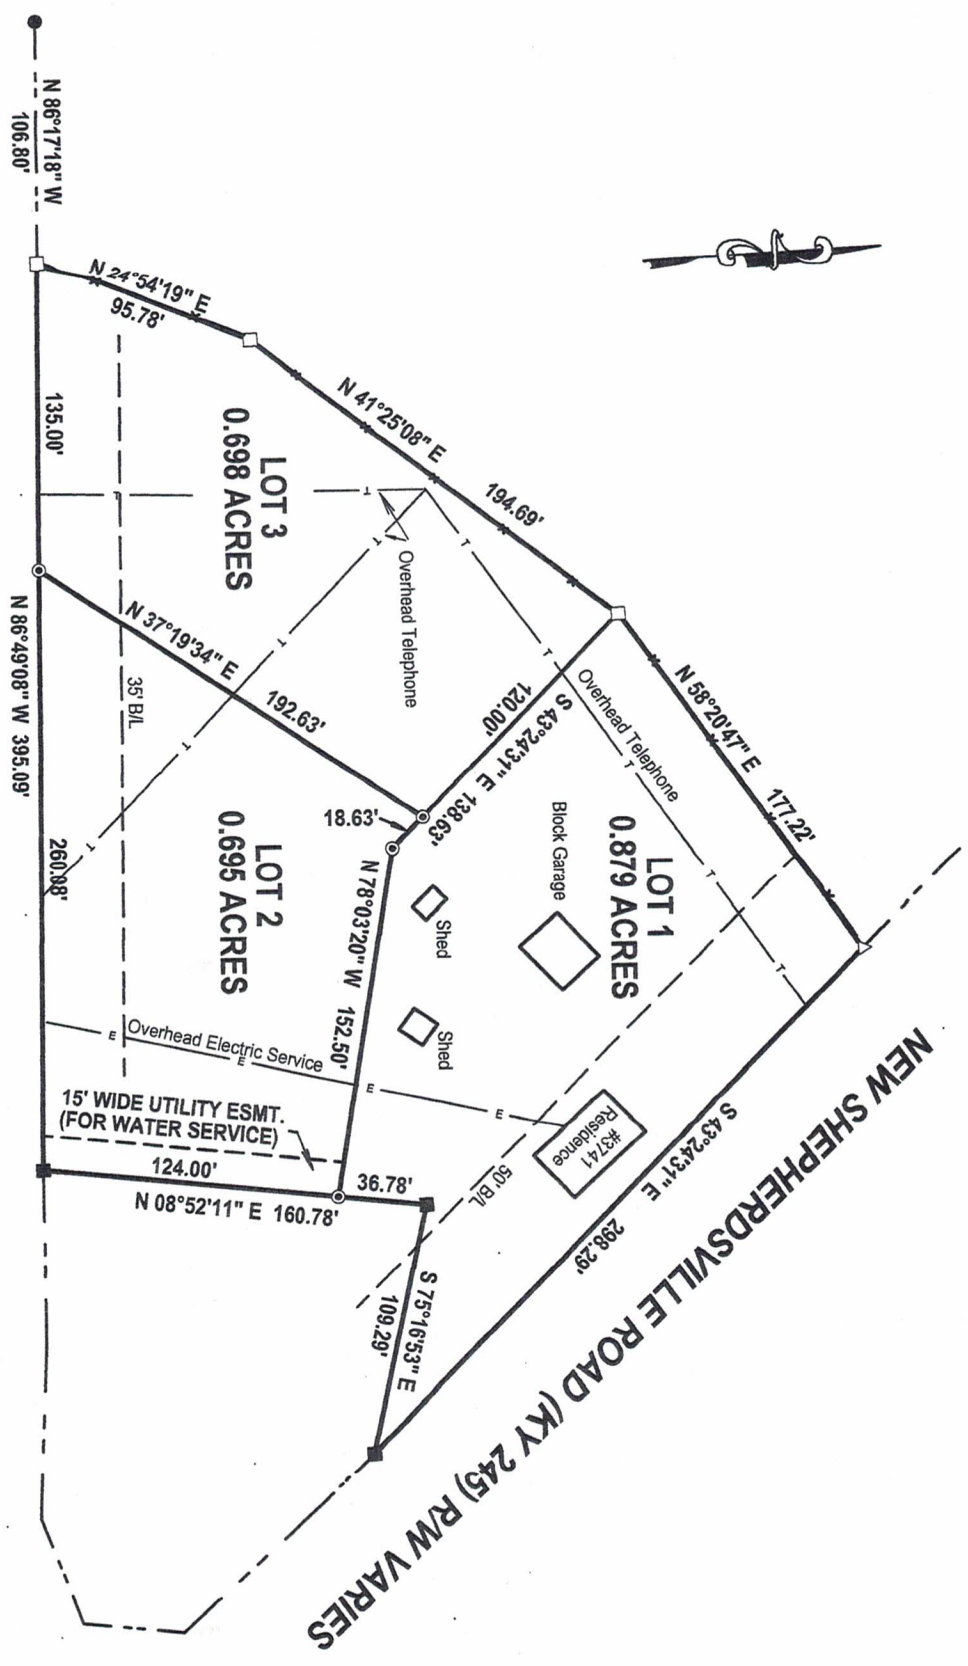 N 86°17'18" W
106.80'
N 24°54'19" E
95.78'
N 41°25'08" E
194.69'
N 58°20'47" E
177.22'
LOT 3
0.698 ACRES
135.00'
Overhead Telephone
N 37°19'34" E
192.63'
S 43°24'31" E 138.63'
120.00'
18.63'
Overhead Telephone
LOT 1
0.879 ACRES
Block Garage
Shed
Shed
#3741
Residence
50' B/L
S 43°24'31" E
298.29'
NEW SHEPHERDSVILLE ROAD (KY 245) R/W VARIES
LOT 2
0.695 ACRES
N 78°03'20" W
152.50'
35' B/L
N 86°49'08" W 395.09'
260.08'
Overhead Electric Service
15' WIDE UTILITY ESMT.
(FOR WATER SERVICE)
124.00'
36.78'
N 08°52'11" E 160.78'
S 75°16'53" E
109.29'
T
T
T
T
T
T
T
T
T
T
E
E
E
E